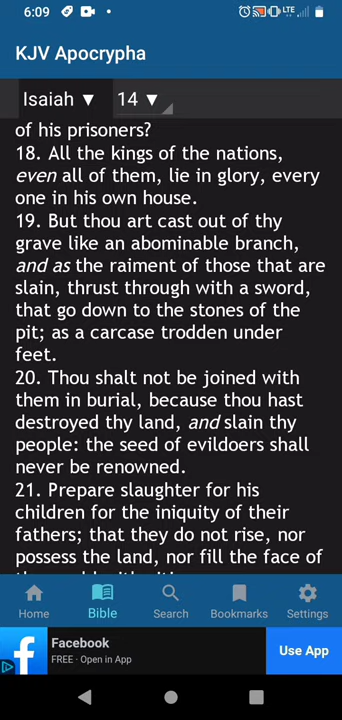 6:09
LTE
KJV Apocrypha
Isaiah ▼ 14 ▼
of his prisoners?
18. All the kings of the nations,
even all of them, lie in glory, every
one in his own house.
19. But thou art cast out of thy
grave like an abominable branch,
and as the raiment of those that are
slain, thrust through with a sword,
that go down to the stones of the
pit; as a carcase trodden under
feet.
20. Thou shalt not be joined with
them in burial, because thou hast
destroyed thy land, and slain thy
people: the seed of evildoers shall
never be renowned.
21. Prepare slaughter for his
children for the iniquity of their
fathers; that they do not rise, nor
possess the land, nor fill the face of
Home Bible Search Bookmarks Settings
Facebook
FREE · Open in App
Use App